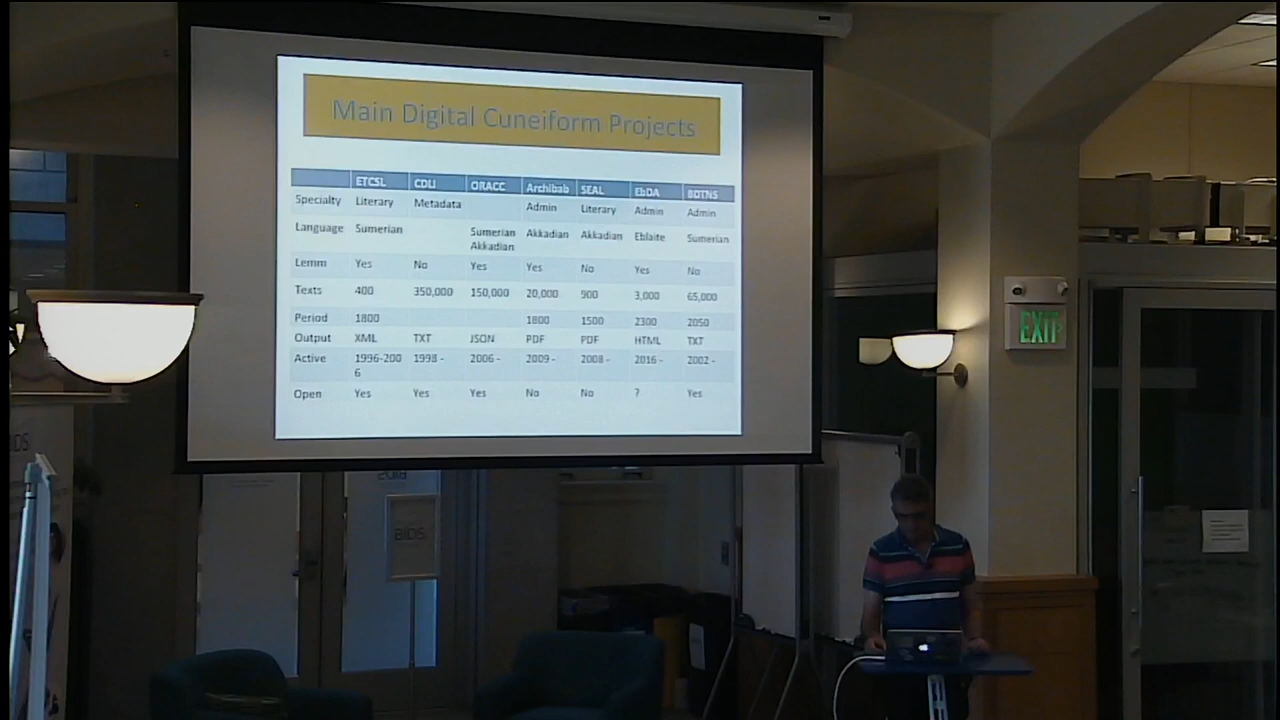 Main Digital Cuneiform Projects
ETCSL CDLI ORACC Archibab SEAL EbDA BDTNS
Specialty Literary Metadata Admin Literary Admin Admin
Language Sumerian Sumerian Akkadian Akkadian Akkadian Eblaite Sumerian
Lemm Yes No Yes Yes No Yes No
Texts 400 350,000 150,000 20,000 900 3,000 65,000
Period 1800 1800 1500 2300 2050
Output XML TXT JSON PDF PDF HTML TXT
Active 1996-2006 1998 - 2006 - 2009 - 2008 - 2016 - 2002 -
Open Yes Yes Yes No No ? Yes
EXIT
BIDS
BIDS